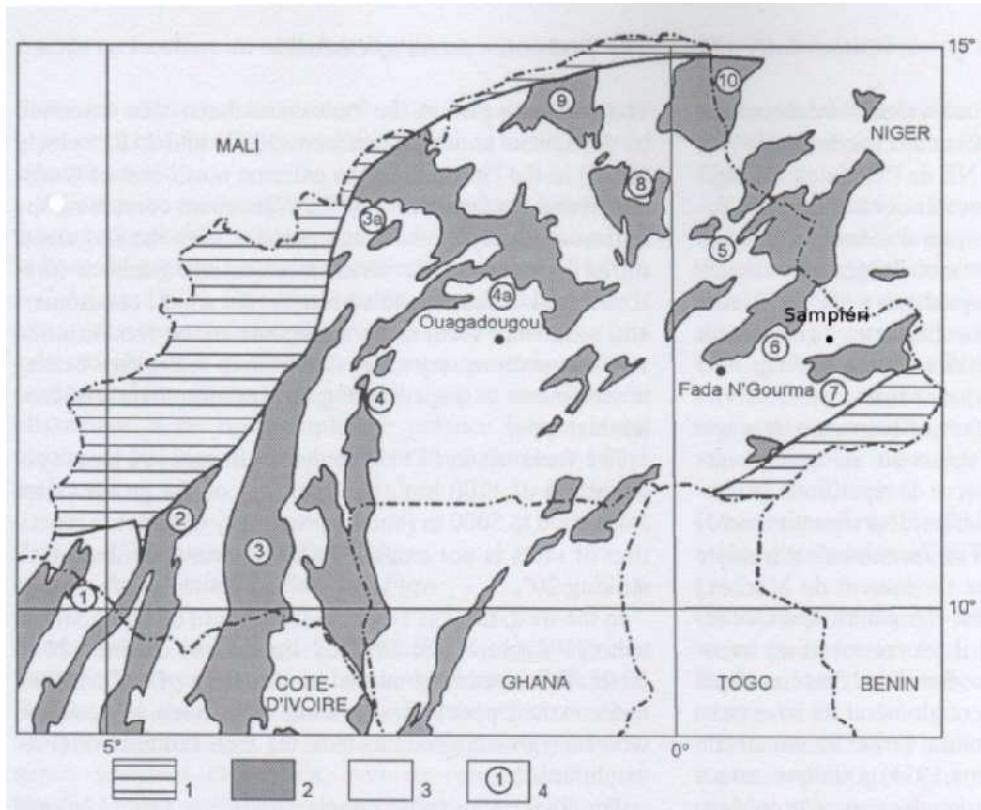 15°
10
9
NIGER
MALI
8
3a
5
4a
Ouagadougou
Sampféri
6
Fada N'Gourma
7
4
2
3
1
10°
COTE-
D'IVOIRE
GHANA
TOGO
BENIN
5°
0°
1
1
2
3
4